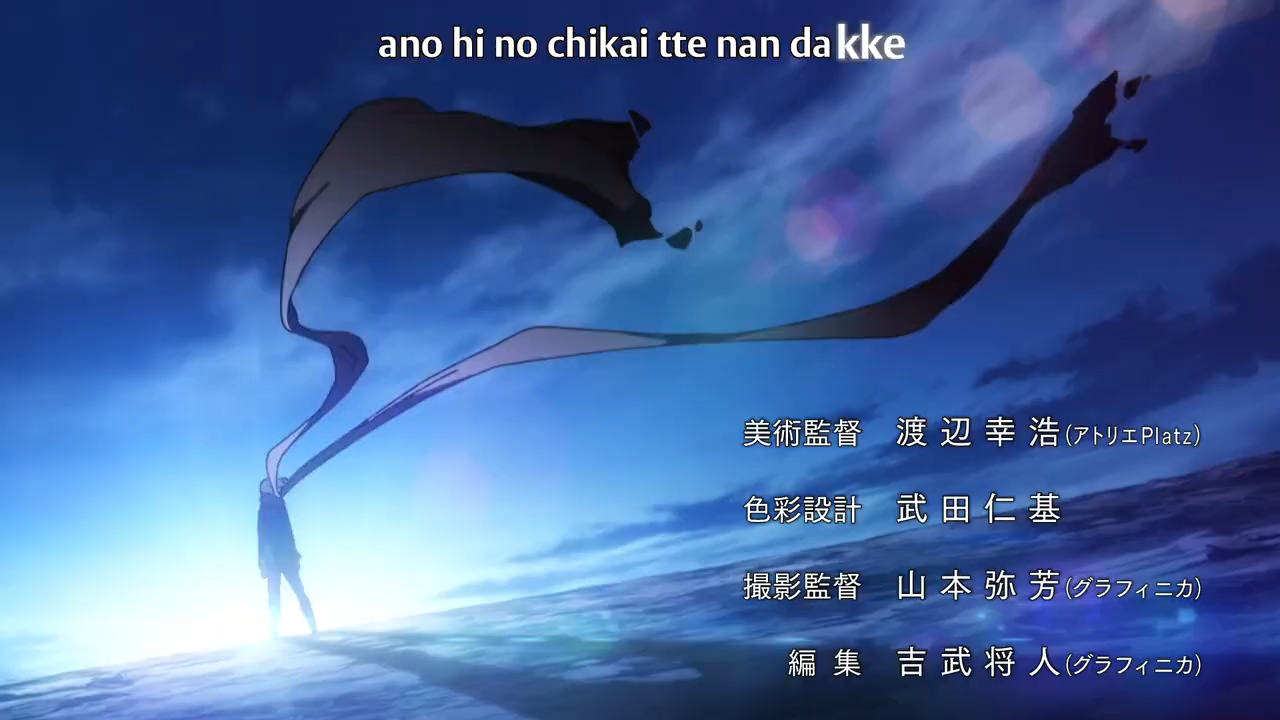 ano hi no chikai tte nan dakke
美術監督 渡辺幸浩(アトリエPlatz)
色彩設計 武田仁基
撮影監督 山本弥芳(グラフィニカ)
編集 吉武将人(グラフィニカ)